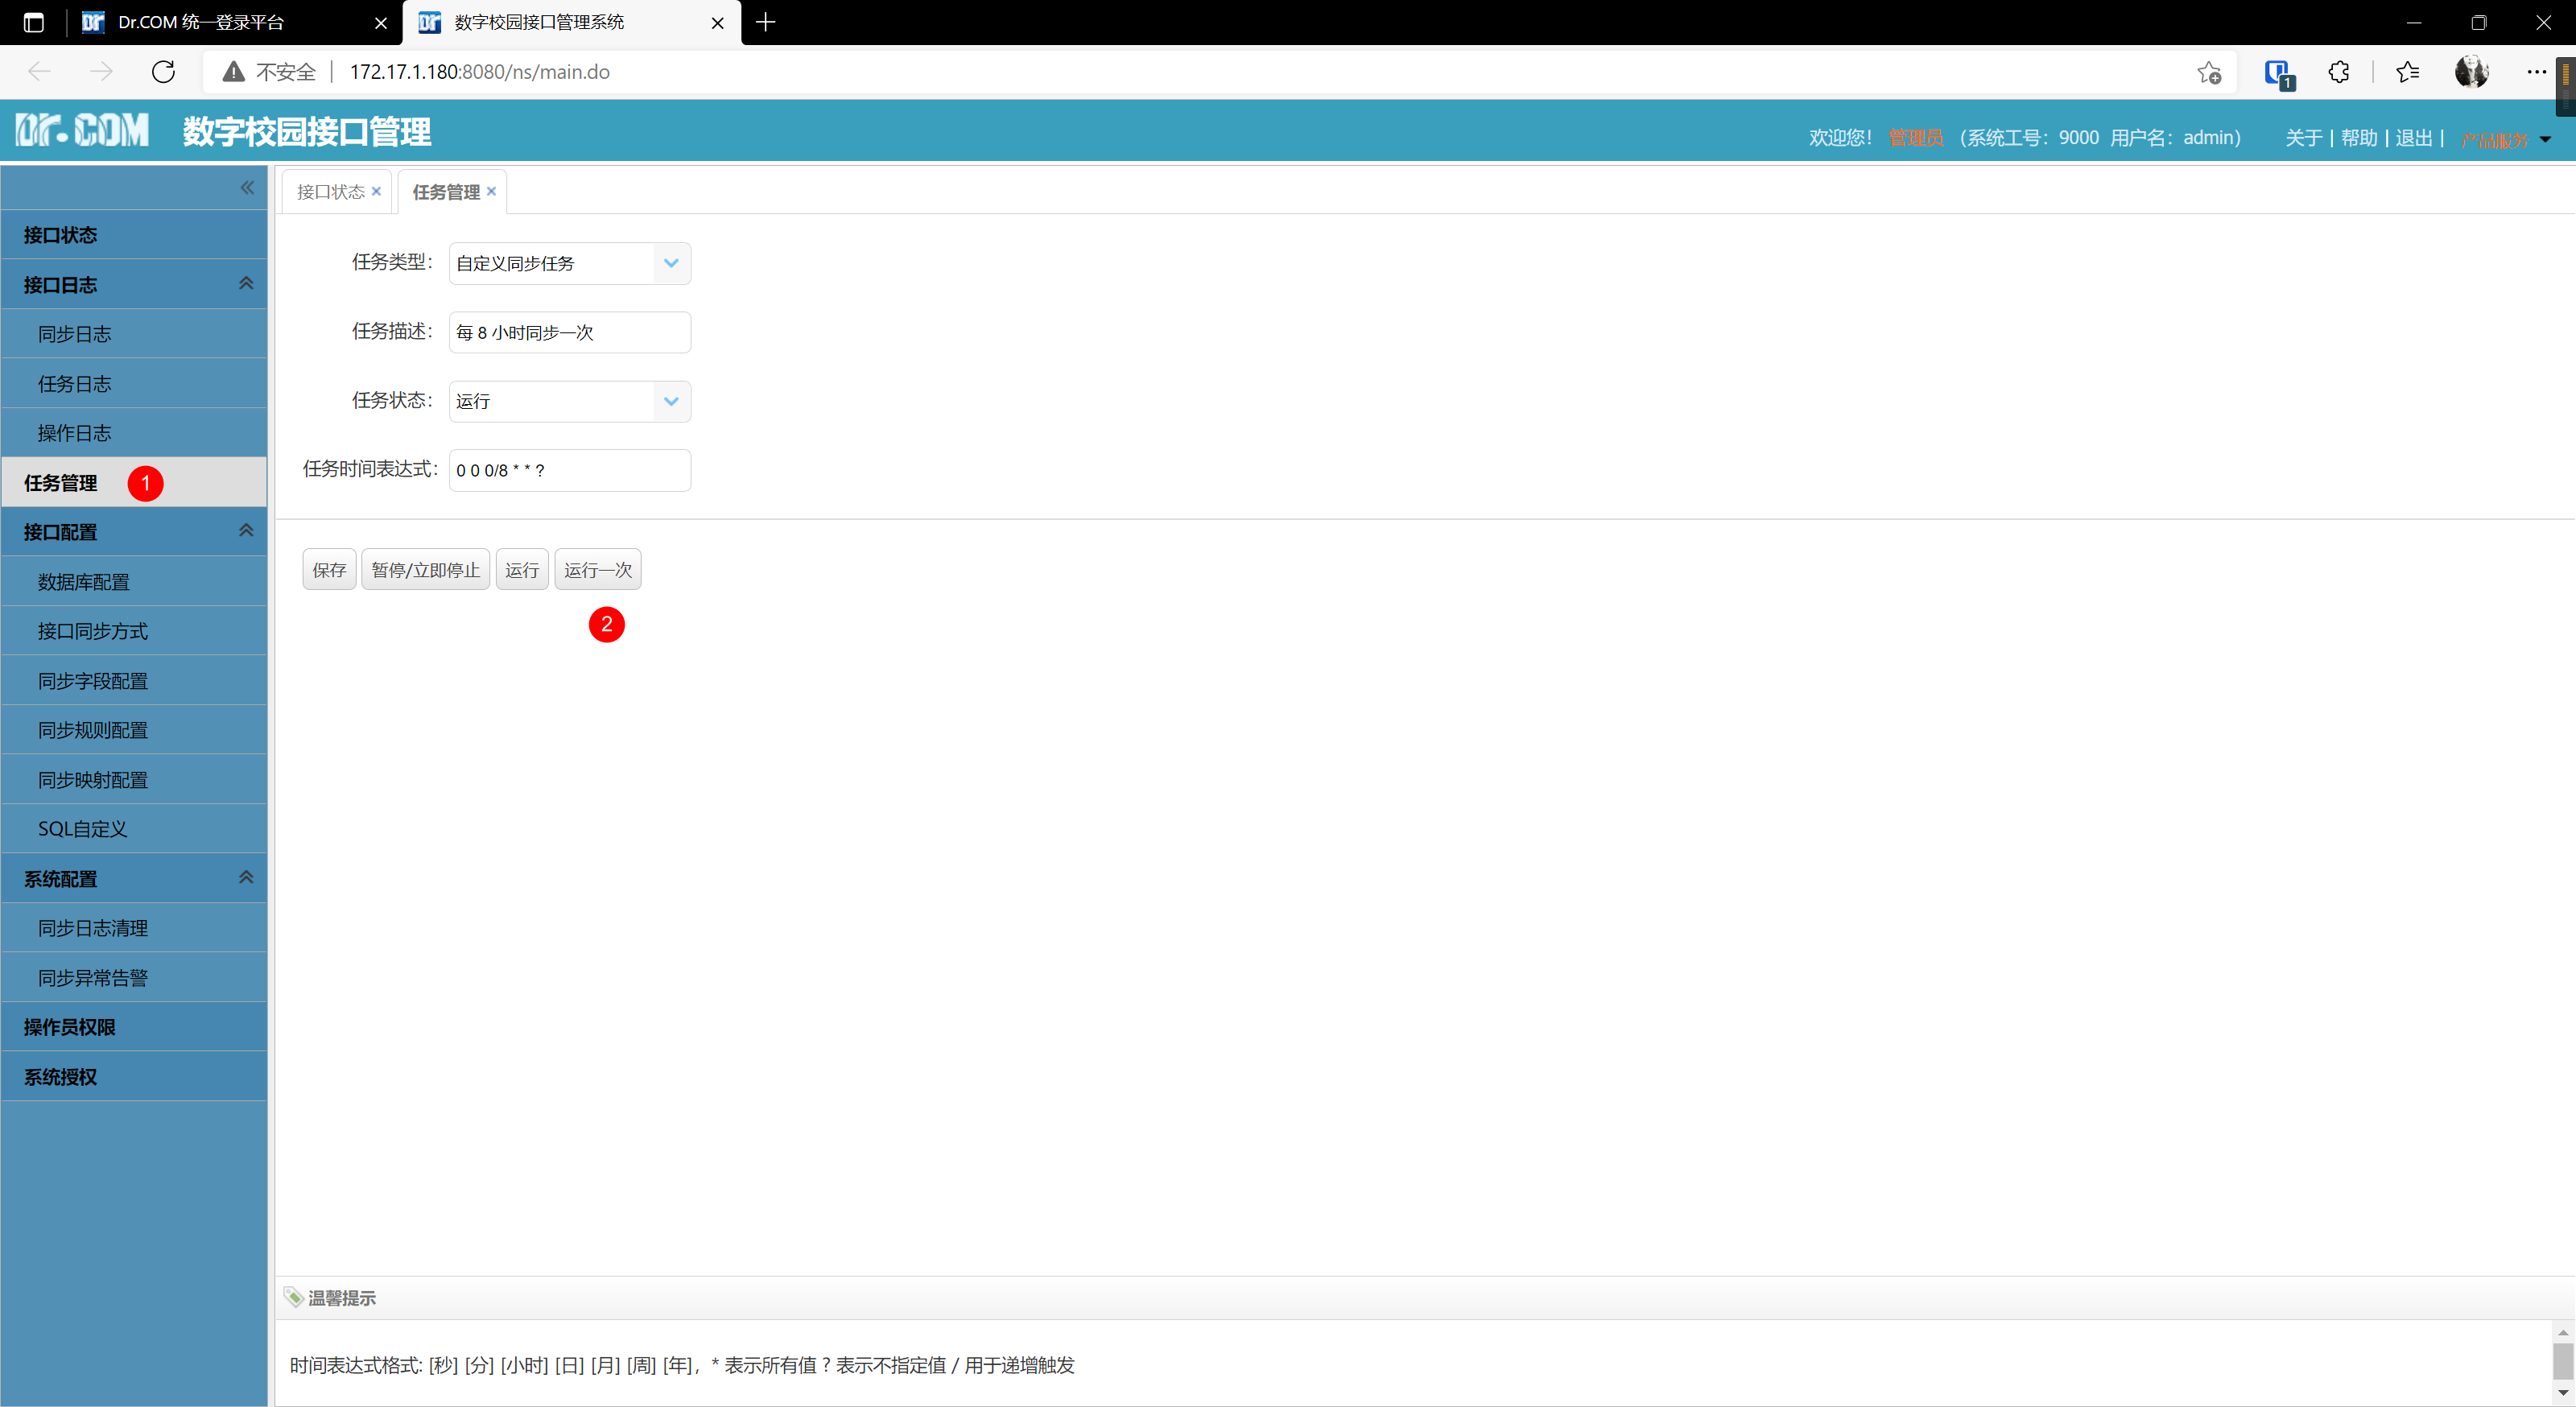 Dr.COM 统一登录平台
数字校园接口管理系统
不安全 172.17.1.180:8080/ns/main.do
1
Dr.COM 数字校园接口管理
欢迎您！ 管理员 （系统工号：9000 用户名：admin） 关于 | 帮助 | 退出 | 产品服务
接口状态
接口日志
同步日志
任务日志
操作日志
任务管理 1
接口配置
数据库配置
接口同步方式
同步字段配置
同步规则配置
同步映射配置
SQL自定义
系统配置
同步日志清理
同步异常告警
操作员权限
系统授权
接口状态 任务管理
任务类型： 自定义同步任务
任务描述： 每 8 小时同步一次
任务状态： 运行
任务时间表达式： 0 0 0/8 * * ?
保存 暂停/立即停止 运行 运行一次
2
温馨提示
时间表达式格式: [秒] [分] [小时] [日] [月] [周] [年]，* 表示所有值 ? 表示不指定值 / 用于递增触发